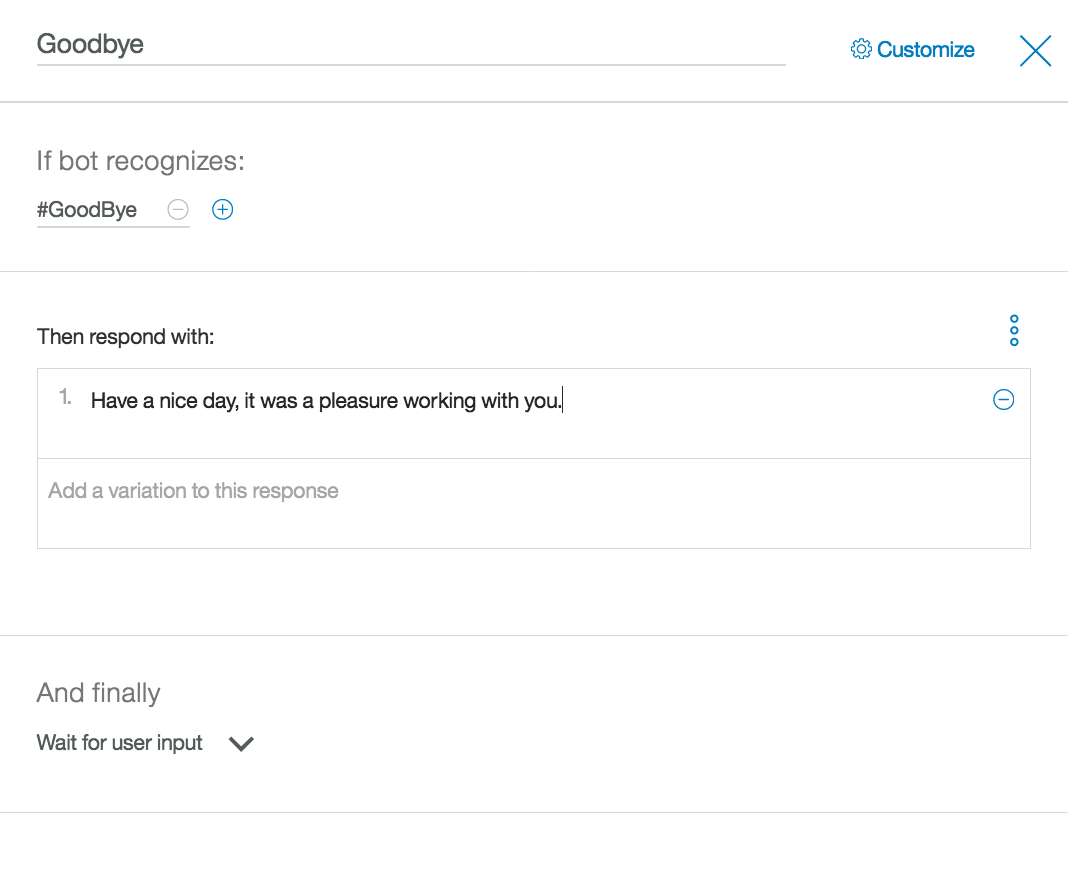 Goodbye
Customize
If bot recognizes:
#GoodBye
Then respond with:
1. Have a nice day, it was a pleasure working with you.
Add a variation to this response
And finally
Wait for user input